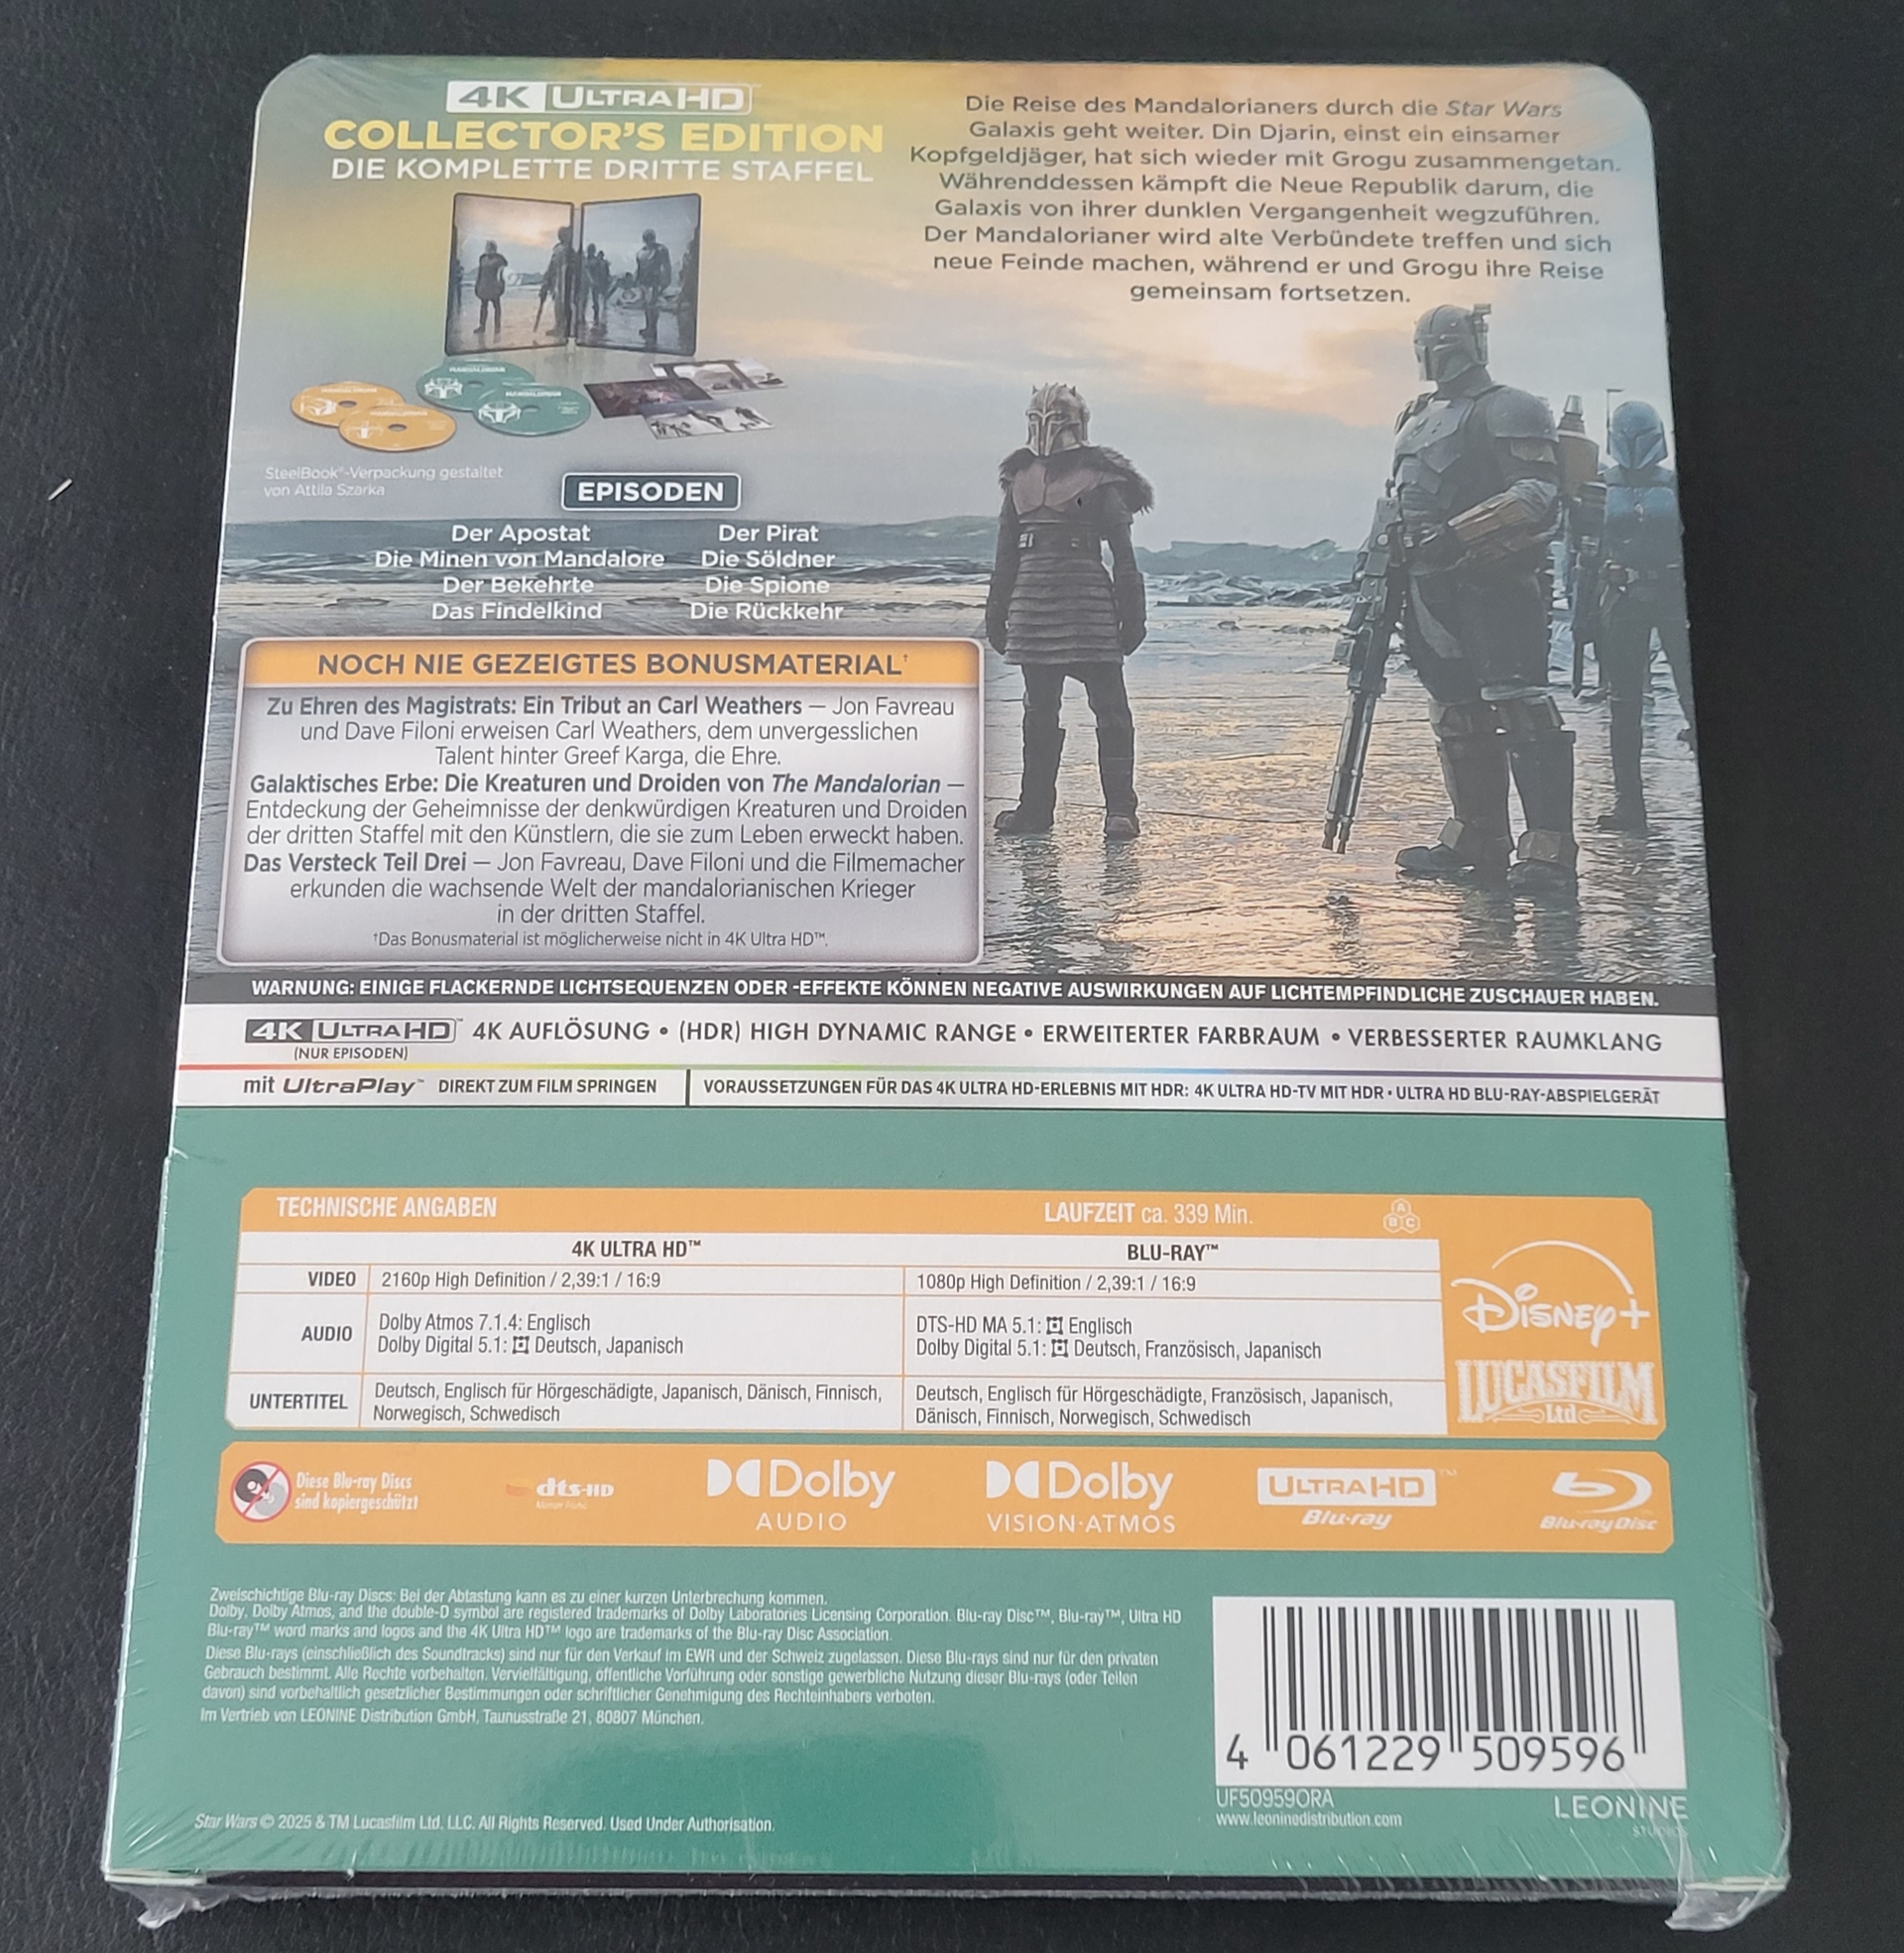 4K ULTRA HD™
COLLECTOR'S EDITION
DIE KOMPLETTE DRITTE STAFFEL
SteelBook®-Verpackung gestaltet
von Attila Szarka
Die Reise des Mandalorianers durch die Star Wars
Galaxis geht weiter. Din Djarin, einst ein einsamer
Kopfgeldjäger, hat sich wieder mit Grogu zusammengetan.
Währenddessen kämpft die Neue Republik darum, die
Galaxis von ihrer dunklen Vergangenheit wegzuführen.
Der Mandalorianer wird alte Verbündete treffen und sich
neue Feinde machen, während er und Grogu ihre Reise
gemeinsam fortsetzen.
EPISODEN
Der Apostat
Die Minen von Mandalore
Der Bekehrte
Das Findelkind
Der Pirat
Die Söldner
Die Spione
Die Rückkehr
NOCH NIE GEZEIGTES BONUSMATERIAL†
Zu Ehren des Magistrats: Ein Tribut an Carl Weathers — Jon Favreau
und Dave Filoni erweisen Carl Weathers, dem unvergesslichen
Talent hinter Greef Karga, die Ehre.
Galaktisches Erbe: Die Kreaturen und Droiden von The Mandalorian —
Entdeckung der Geheimnisse der denkwürdigen Kreaturen und Droiden
der dritten Staffel mit den Künstlern, die sie zum Leben erweckt haben.
Das Versteck Teil Drei — Jon Favreau, Dave Filoni und die Filmemacher
erkunden die wachsende Welt der mandalorianischen Krieger
in der dritten Staffel.
†Das Bonusmaterial ist möglicherweise nicht in 4K Ultra HD™.
WARNUNG: EINIGE FLACKERNDE LICHTSEQUENZEN ODER -EFFEKTE KÖNNEN NEGATIVE AUSWIRKUNGEN AUF LICHTEMPFINDLICHE ZUSCHAUER HABEN.
4K ULTRA HD™ 4K AUFLÖSUNG • (HDR) HIGH DYNAMIC RANGE • ERWEITERTER FARBRAUM • VERBESSERTER RAUMKLANG
(NUR EPISODEN)
mit UltraPlay™ DIREKT ZUM FILM SPRINGEN
VORAUSSETZUNGEN FÜR DAS 4K ULTRA HD-ERLEBNIS MIT HDR: 4K ULTRA HD-TV MIT HDR • ULTRA HD BLU-RAY-ABSPIELGERÄT
TECHNISCHE ANGABEN
LAUFZEIT ca. 339 Min.
A B C
4K ULTRA HD™
BLU-RAY™
VIDEO
2160p High Definition / 2,39:1 / 16:9
1080p High Definition / 2,39:1 / 16:9
AUDIO
Dolby Atmos 7.1.4: Englisch
Dolby Digital 5.1: Deutsch, Japanisch
DTS-HD MA 5.1: Englisch
Dolby Digital 5.1: Deutsch, Französisch, Japanisch
UNTERTITEL
Deutsch, Englisch für Hörgeschädigte, Japanisch, Dänisch, Finnisch,
Norwegisch, Schwedisch
Deutsch, Englisch für Hörgeschädigte, Französisch, Japanisch,
Dänisch, Finnisch, Norwegisch, Schwedisch
Disney+
LUCASFILM
Ltd
Diese Blu-ray Discs
sind kopiergeschützt
dts-HD
Master Audio
Dolby
AUDIO
Dolby
VISION·ATMOS
ULTRA HD™
Blu-ray
Blu-ray Disc
Zweischichtige Blu-ray Discs: Bei der Abtastung kann es zu einer kurzen Unterbrechung kommen.
Dolby, Dolby Atmos, and the double-D symbol are registered trademarks of Dolby Laboratories Licensing Corporation. Blu-ray Disc™, Blu-ray™, Ultra HD
Blu-ray™ word marks and logos and the 4K Ultra HD™ logo are trademarks of the Blu-ray Disc Association.
Diese Blu-rays (einschließlich des Soundtracks) sind nur für den Verkauf im EWR und der Schweiz zugelassen. Diese Blu-rays sind nur für den privaten
Gebrauch bestimmt. Alle Rechte vorbehalten. Vervielfältigung, öffentliche Vorführung oder sonstige gewerbliche Nutzung dieser Blu-rays (oder Teilen
davon) sind vorbehaltlich gesetzlicher Bestimmungen oder schriftlicher Genehmigung des Rechteinhabers verboten.
Im Vertrieb von LEONINE Distribution GmbH, Taunusstraße 21, 80807 München.
Star Wars © 2025 & TM Lucasfilm Ltd. LLC. All Rights Reserved. Used Under Authorisation.
4 061229 509596
UF50959ORA
www.leoninedistribution.com
LEONINE
STUDIOS